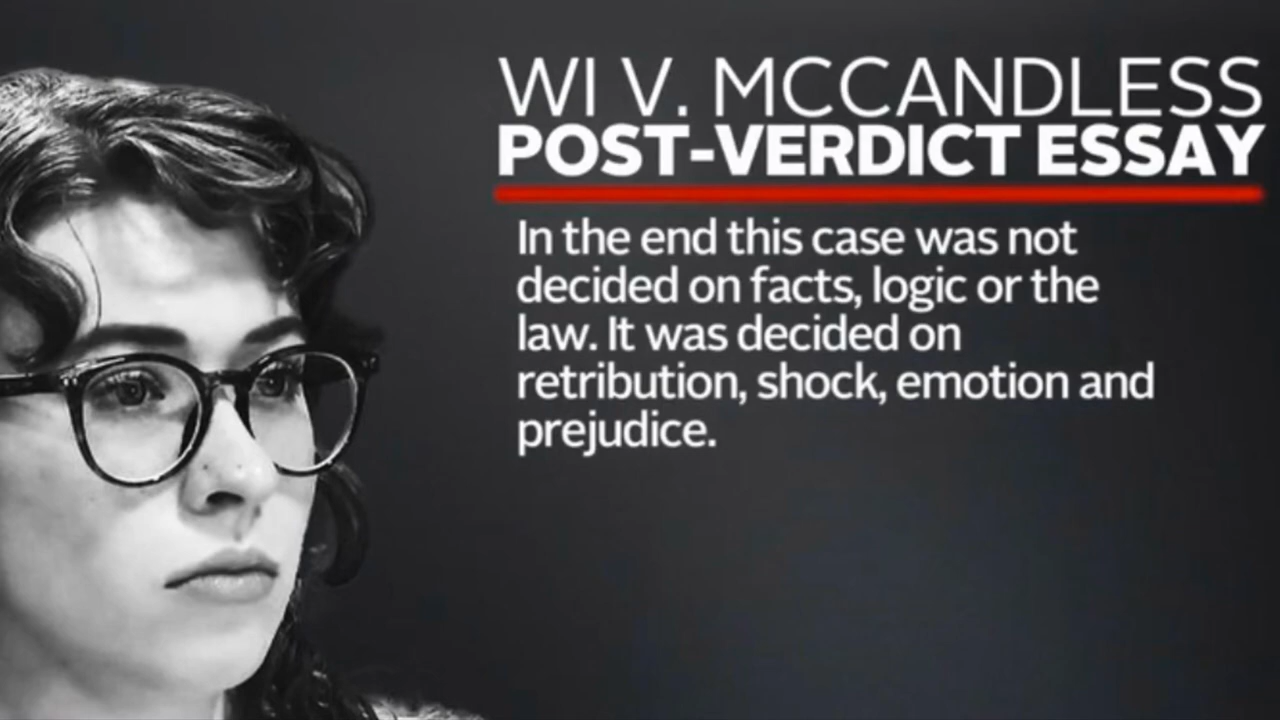 WI V. MCCANDLESS
POST-VERDICT ESSAY
In the end this case was not
decided on facts, logic or the
law. It was decided on
retribution, shock, emotion and
prejudice.